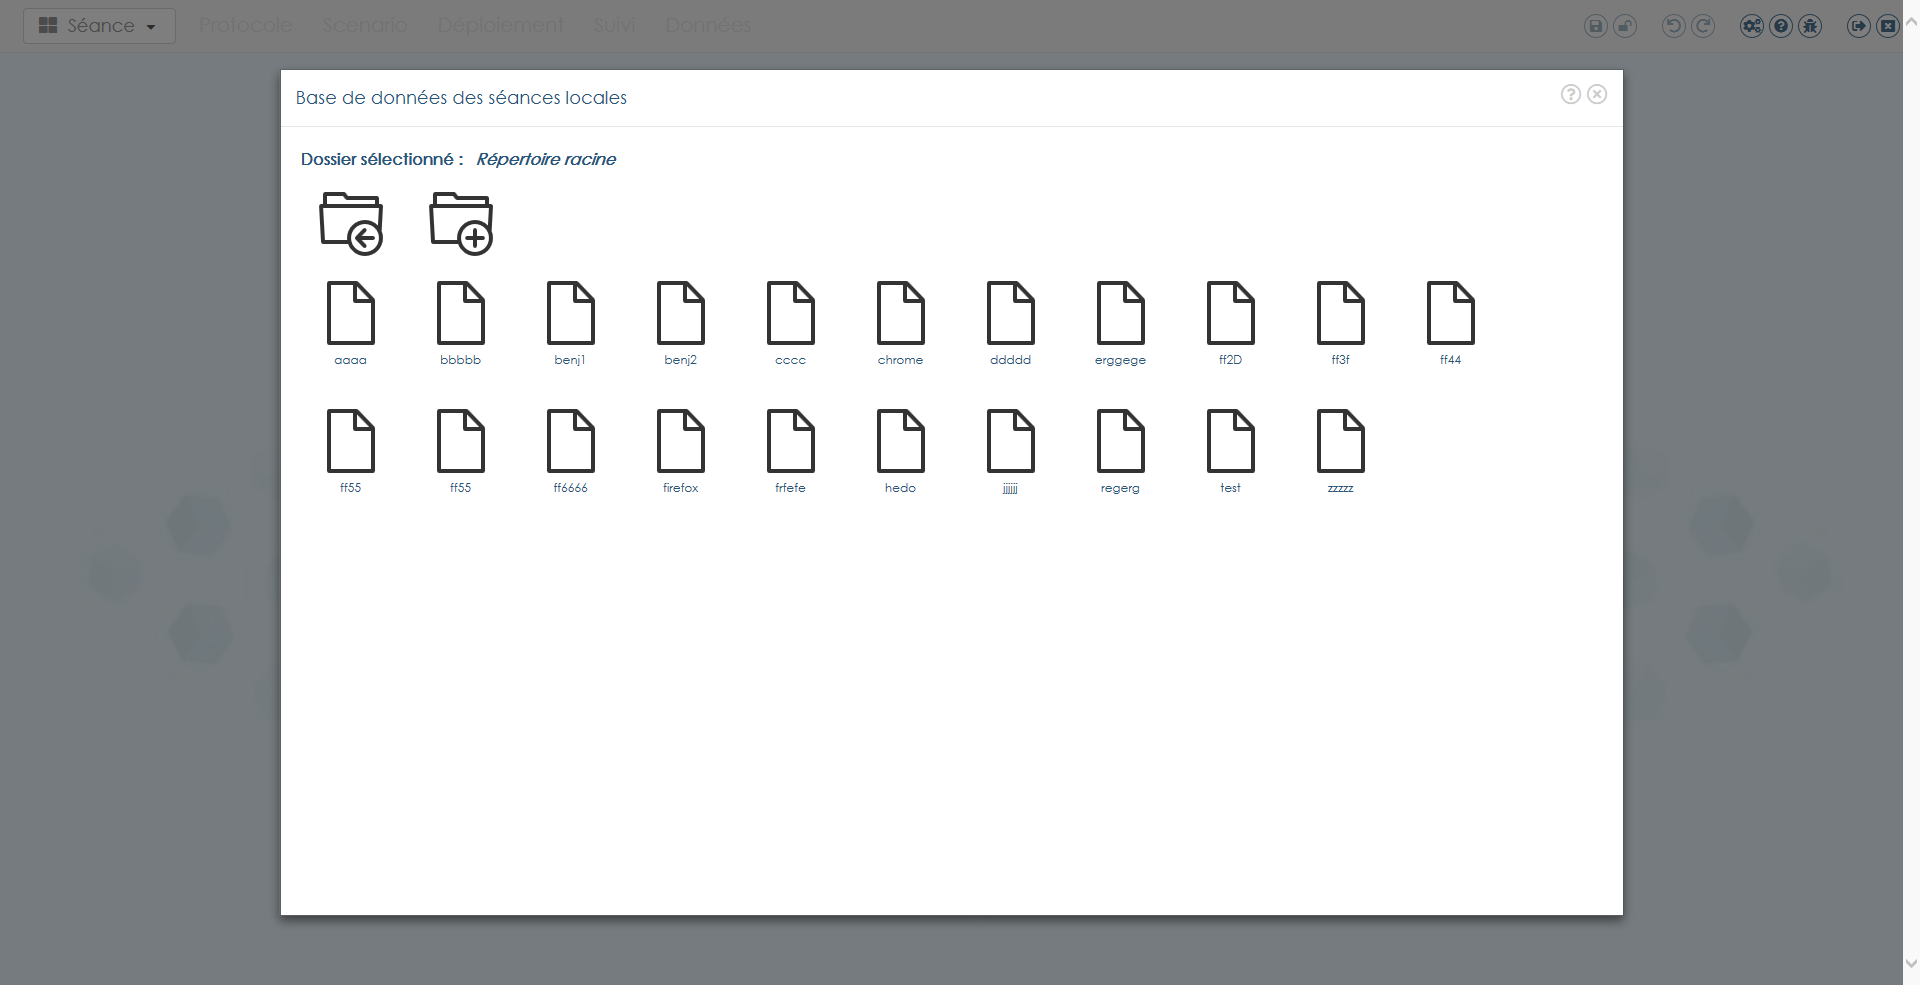 Séance Protocole Scenario Déploiement Suivi Données
Base de données des séances locales
Dossier sélectionné : Répertoire racine
aaaa bbbbb benj1 benj2 cccc chrome ddddd erggege ff2D ff3f ff44
ff55 ff55 ff6666 firefox frfefe hedo jjjjjj regerg test zzzzz